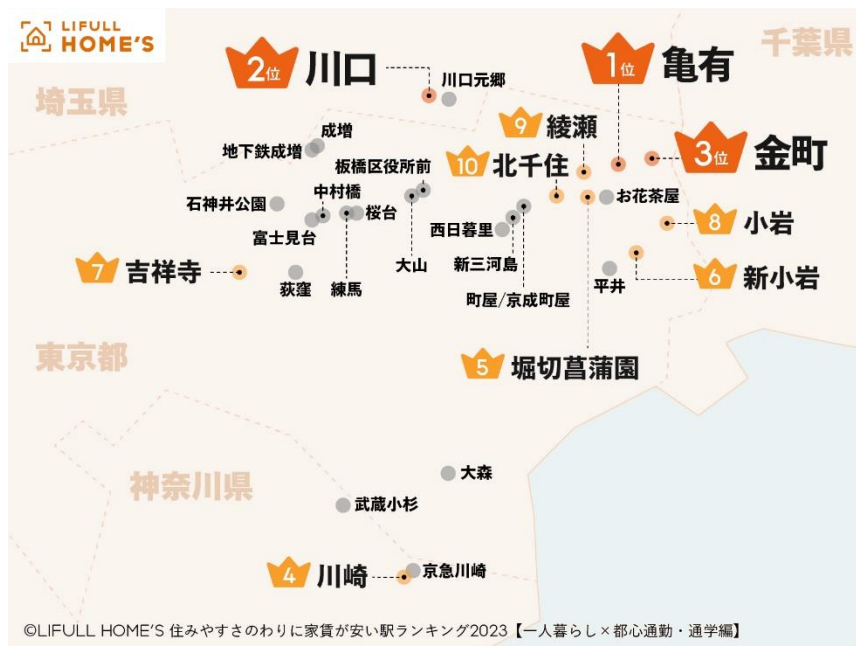 LIFULL
HOME'S
千葉県
埼玉県
東京都
神奈川県
2位 川口
1位 亀有
3位 金町
川口元郷
9 綾瀬
10 北千住
成増
地下鉄成増
板橋区役所前
中村橋
石神井公園
桜台
お花茶屋
富士見台
西日暮里
8 小岩
7 吉祥寺
荻窪
練馬
大山
新三河島
平井
6 新小岩
町屋/京成町屋
5 堀切菖蒲園
大森
武蔵小杉
4 川崎
京急川崎
©LIFULL HOME'S 住みやすさのわりに家賃が安い駅ランキング2023【一人暮らし×都心通勤・通学編】